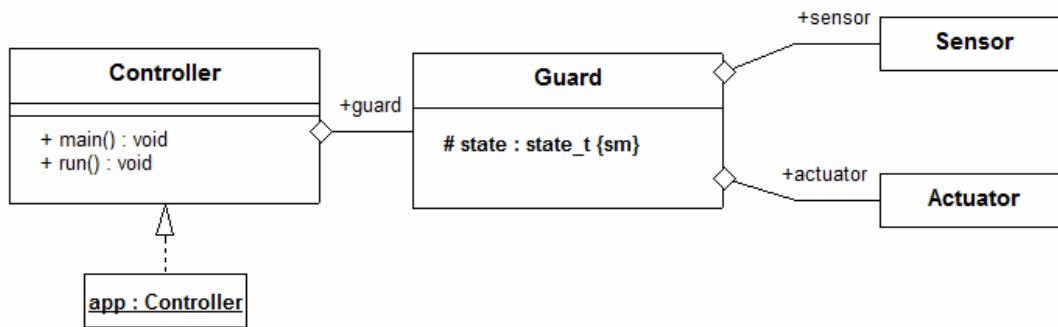 Controller
+ main() : void
+ run() : void
+guard
Guard
# state : state_t {sm}
+sensor
Sensor
+actuator
Actuator
app : Controller